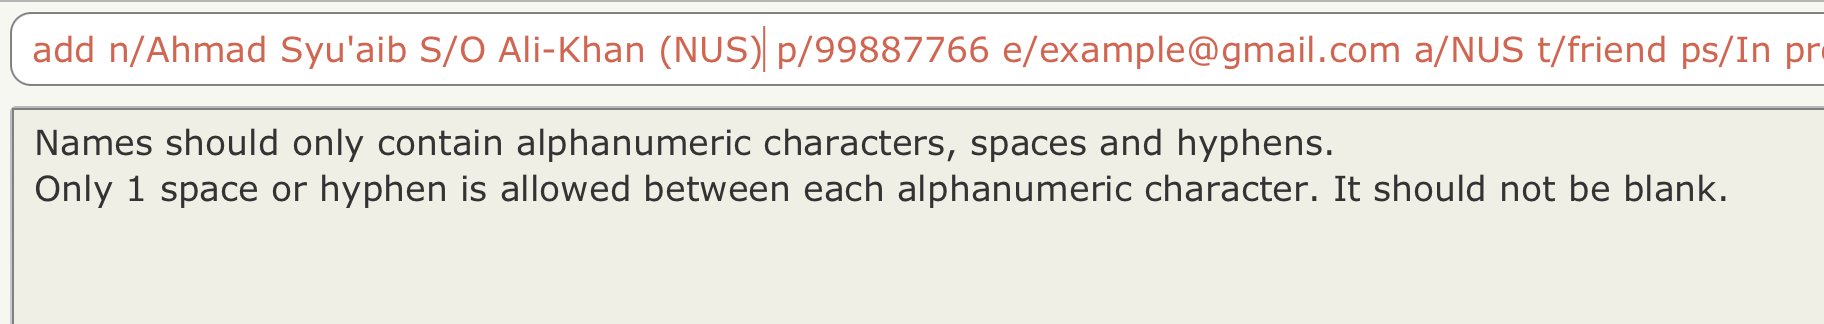 add n/Ahmad Syu'aib S/O Ali-Khan (NUS) p/99887766 e/example@gmail.com a/NUS t/friend ps/In
Names should only contain alphanumeric characters, spaces and hyphens.
Only 1 space or hyphen is allowed between each alphanumeric character. It should not be blank.